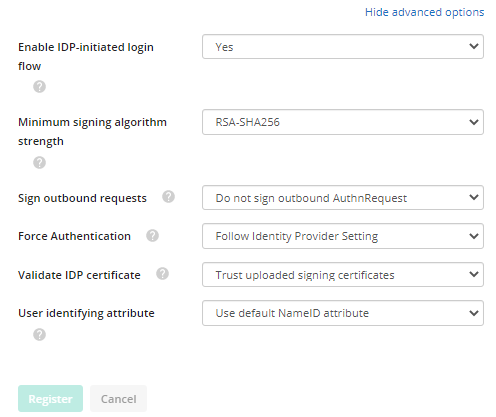 Hide advanced options
Enable IDP-initiated login flow
Yes
?
Minimum signing algorithm strength
RSA-SHA256
?
Sign outbound requests ?
Do not sign outbound AuthnRequest
Force Authentication ?
Follow Identity Provider Setting
Validate IDP certificate ?
Trust uploaded signing certificates
User identifying attribute
Use default NameID attribute
?
Register Cancel